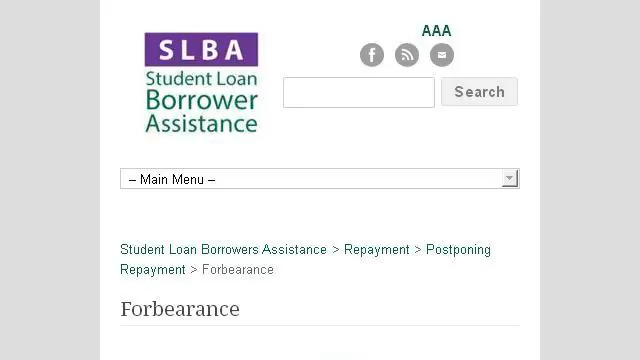 AAA
SLBA
Student Loan
Borrower
Assistance
Search
– Main Menu –
Student Loan Borrowers Assistance > Repayment > Postponing
Repayment > Forbearance
Forbearance